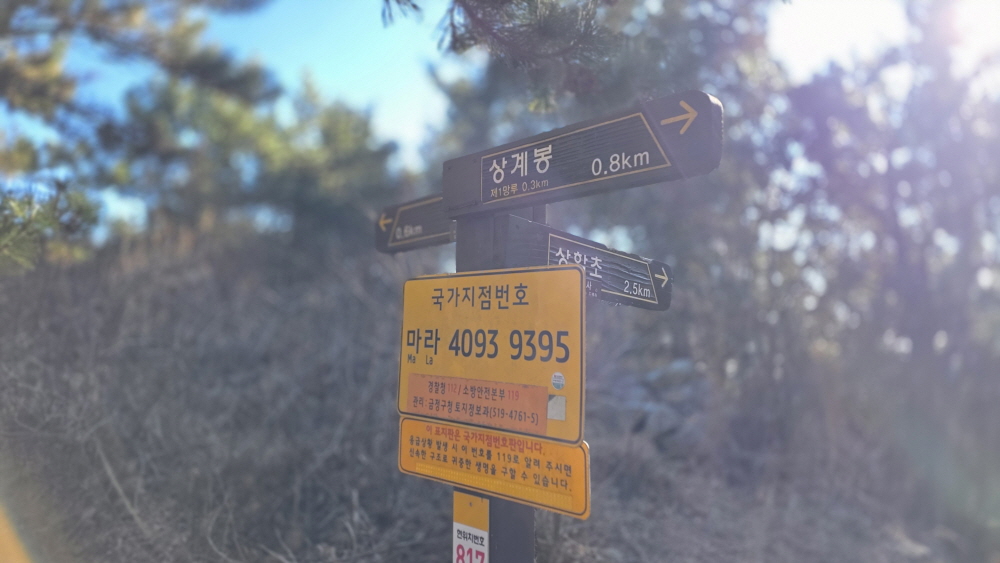 상계봉 0.8km
제1망루 0.3km
0.6km
상학초
2.5km
국가지점번호
마라 4093 9395
Ma La
경찰청 112 / 소방안전본부 119
관리 : 금정구청 토지정보과(519-4761-5)
이 표지판은 국가지점번호판입니다.
응급상황 발생 시 이 번호를 119로 알려 주시면
신속한 구조로 귀중한 생명을 구할 수 있습니다.
현위치번호
817